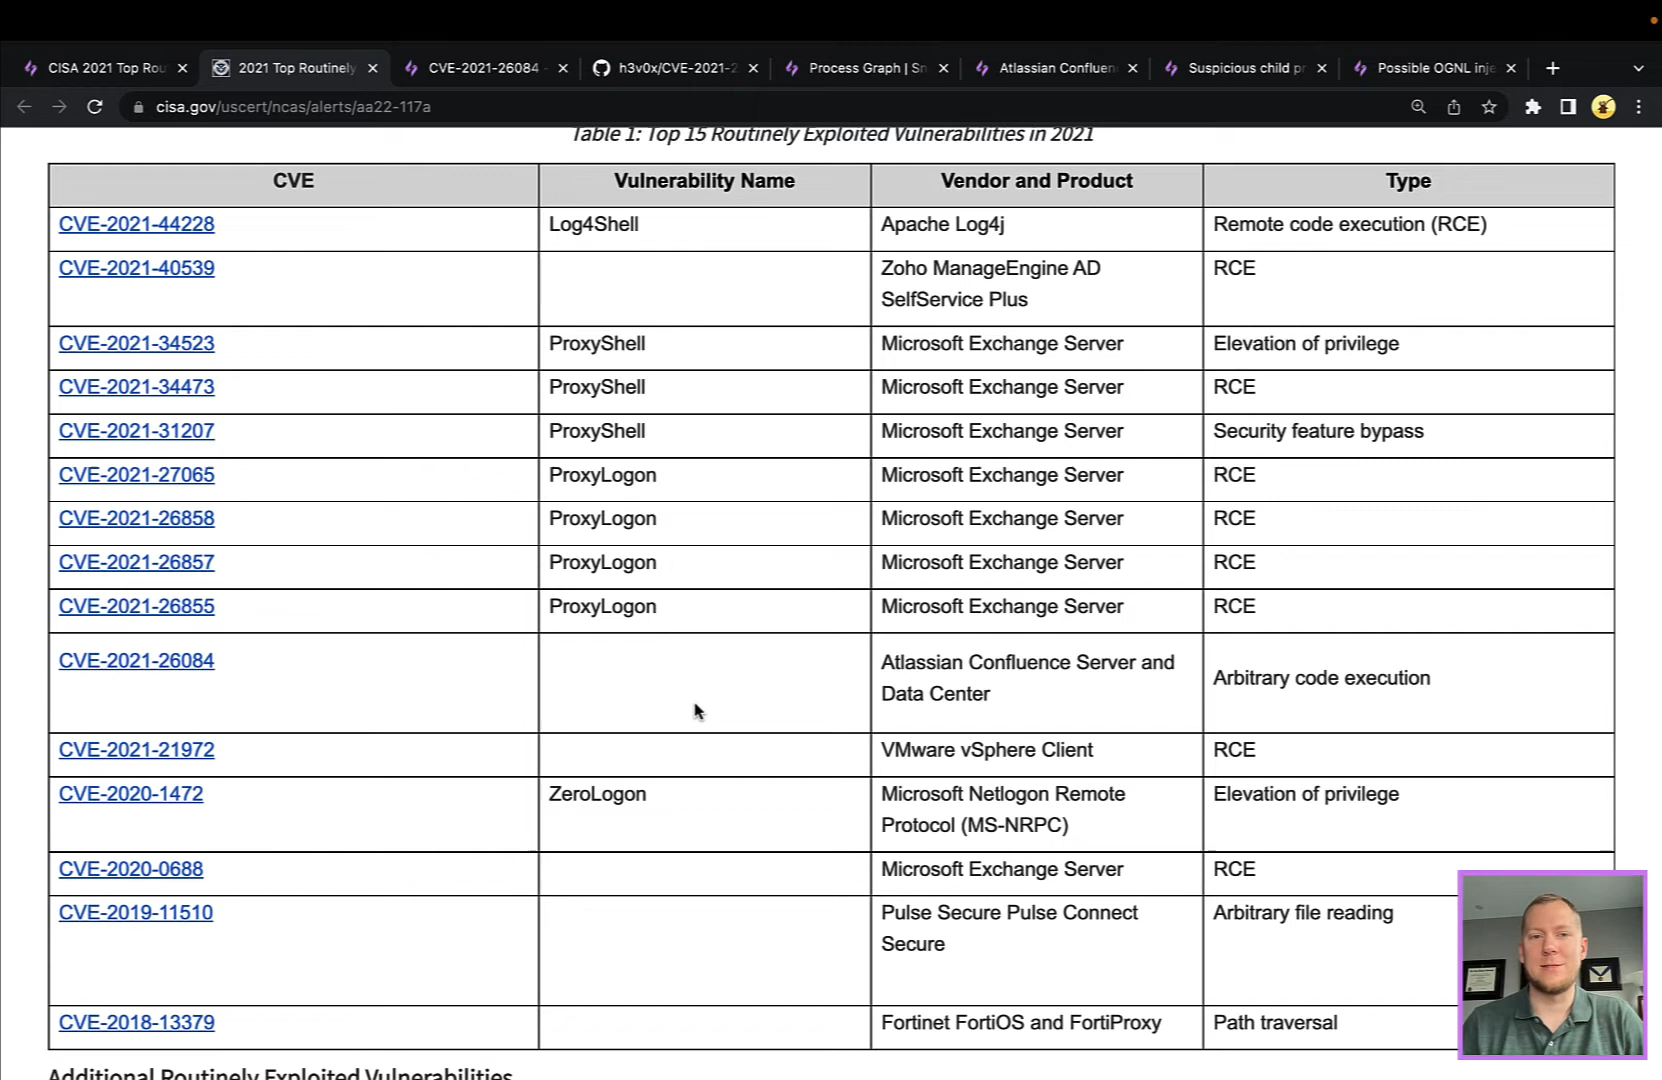 CISA 2021 Top Rou
2021 Top Routinely
CVE-2021-26084 -
h3v0x/CVE-2021-2
Process Graph | Sn
Atlassian Confluen
Suspicious child pr
Possible OGNL inje
cisa.gov/uscert/ncas/alerts/aa22-117a
Table 1: Top 15 Routinely Exploited Vulnerabilities in 2021
CVE Vulnerability Name Vendor and Product Type
CVE-2021-44228 Log4Shell Apache Log4j Remote code execution (RCE)
CVE-2021-40539 Zoho ManageEngine AD RCE
SelfService Plus
CVE-2021-34523 ProxyShell Microsoft Exchange Server Elevation of privilege
CVE-2021-34473 ProxyShell Microsoft Exchange Server RCE
CVE-2021-31207 ProxyShell Microsoft Exchange Server Security feature bypass
CVE-2021-27065 ProxyLogon Microsoft Exchange Server RCE
CVE-2021-26858 ProxyLogon Microsoft Exchange Server RCE
CVE-2021-26857 ProxyLogon Microsoft Exchange Server RCE
CVE-2021-26855 ProxyLogon Microsoft Exchange Server RCE
CVE-2021-26084 Atlassian Confluence Server and Arbitrary code execution
Data Center
CVE-2021-21972 VMware vSphere Client RCE
CVE-2020-1472 ZeroLogon Microsoft Netlogon Remote Elevation of privilege
Protocol (MS-NRPC)
CVE-2020-0688 Microsoft Exchange Server RCE
CVE-2019-11510 Pulse Secure Pulse Connect Arbitrary file reading
Secure
CVE-2018-13379 Fortinet FortiOS and FortiProxy Path traversal
Additional Routinely Exploited Vulnerabilities